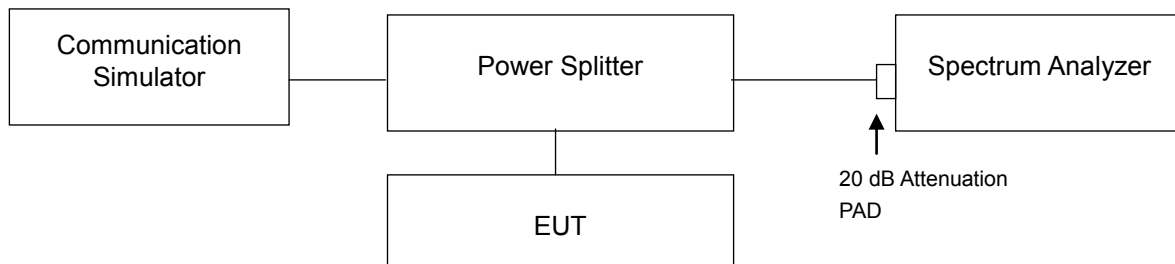 Communication
Simulator
Power Splitter
Spectrum Analyzer
20 dB Attenuation
PAD
EUT